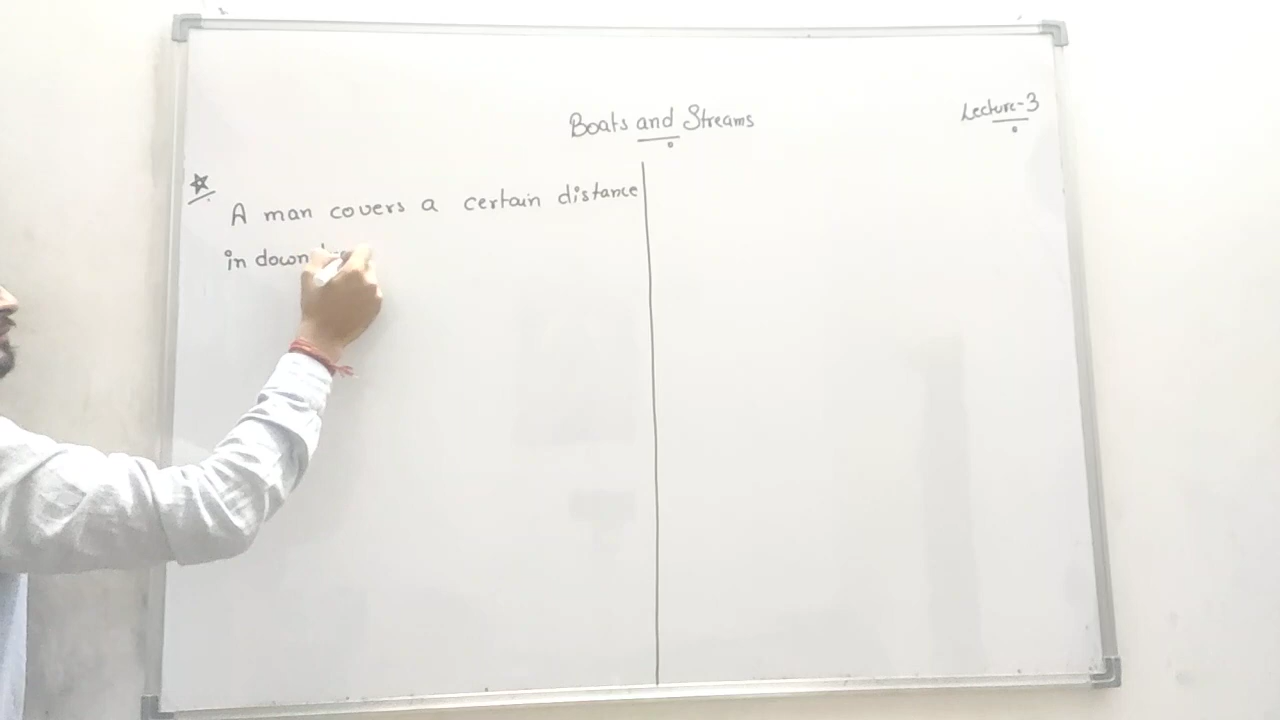 Boats and Streams
Lecture-3
A man covers a certain distance
in down